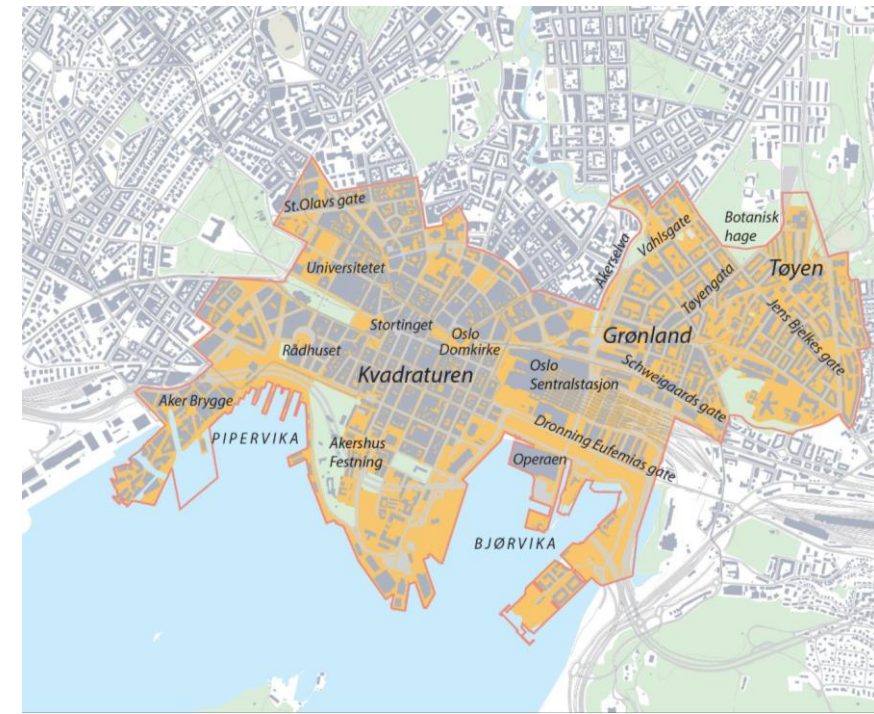 St.Olavs gate
Universitetet
Stortinget
Oslo
Domkirke
Rådhuset
Kvadraturen
Aker Brygge
PIPERVIKA
Akershus
Festning
Akerselva
Vahlsgate
Botanisk
hage
Tøyengata
Tøyen
Jens Bjelkes gate
Grønland
Oslo
Sentralstasjon
Schweigaards gate
Dronning Eufemias gate
Operaen
BJØRVIKA